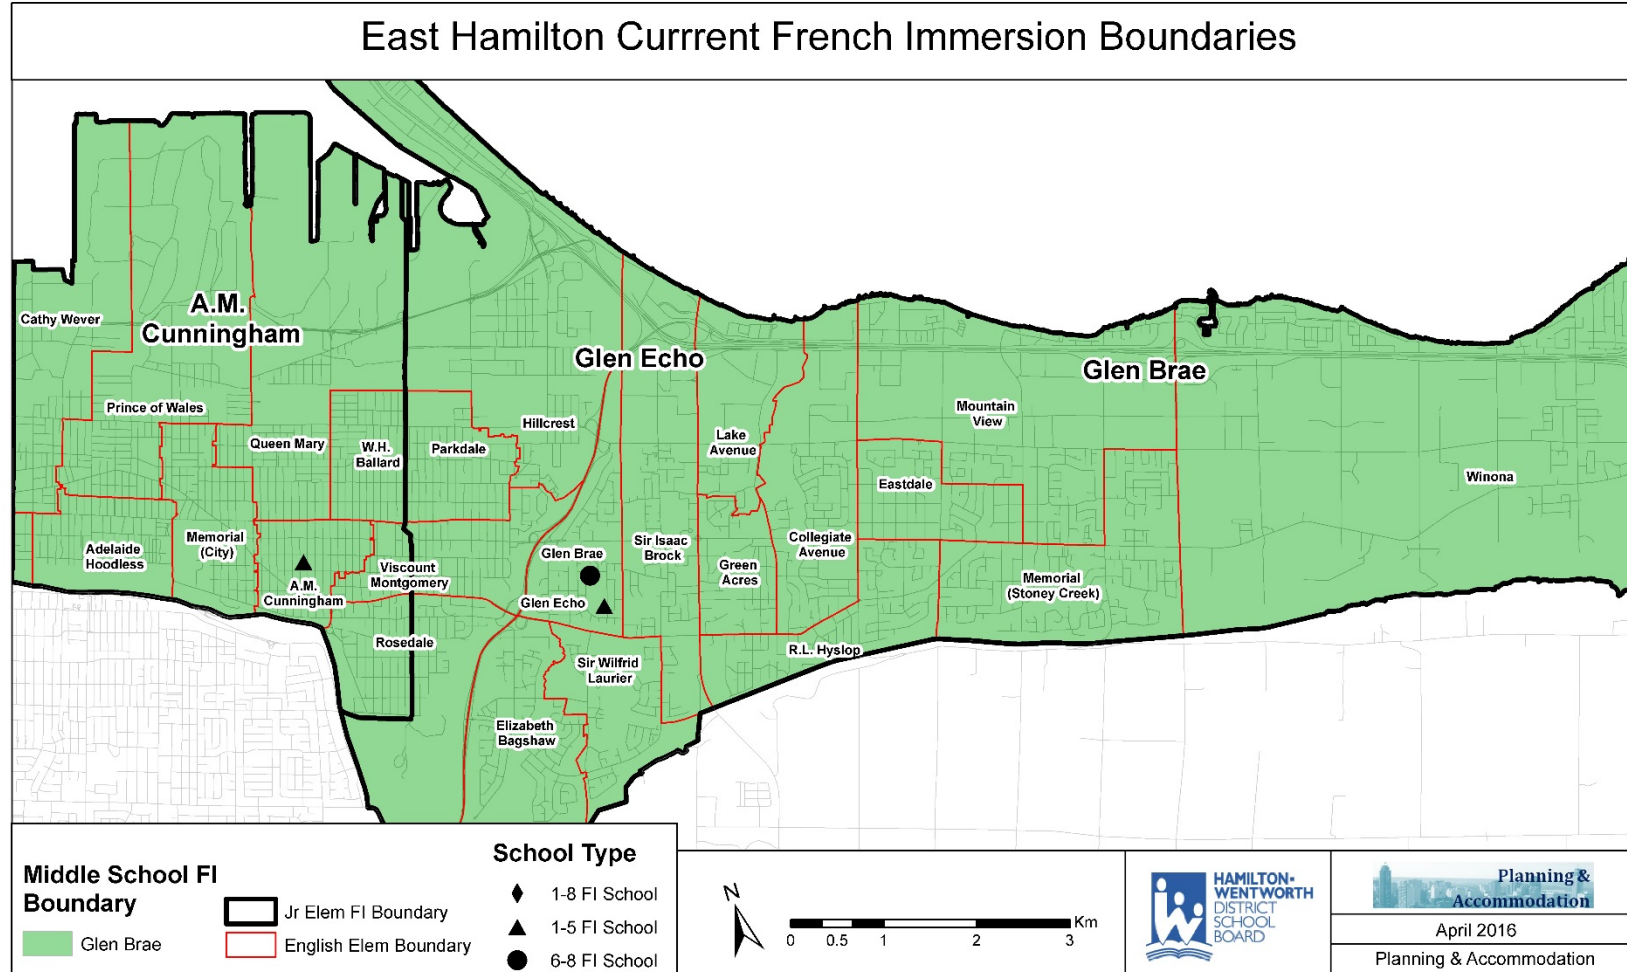 East Hamilton Currrent French Immersion Boundaries
A.M.
Cunningham
Cathy Wever
Glen Echo
Glen Brae
Prince of Wales
Queen Mary
W.H.
Ballard
Parkdale
Hillcrest
Lake
Avenue
Mountain
View
Eastdale
Winona
Adelaide
Hoodless
Memorial
(City)
A.M.
Cunningham
Viscount
Montgomery
Glen Brae
Glen Echo
Sir Isaac
Brock
Green
Acres
Collegiate
Avenue
Memorial
(Stoney Creek)
Rosedale
Sir Wilfrid
Laurier
R.L. Hyslop
Elizabeth
Bagshaw
Middle School FI
Boundary
Glen Brae
Jr Elem FI Boundary
English Elem Boundary
School Type
1-8 FI School
1-5 FI School
6-8 FI School
N
0 0.5 1 2 3 Km
HAMILTON-
WENTWORTH
DISTRICT
SCHOOL
BOARD
Planning &
Accommodation
April 2016
Planning & Accommodation